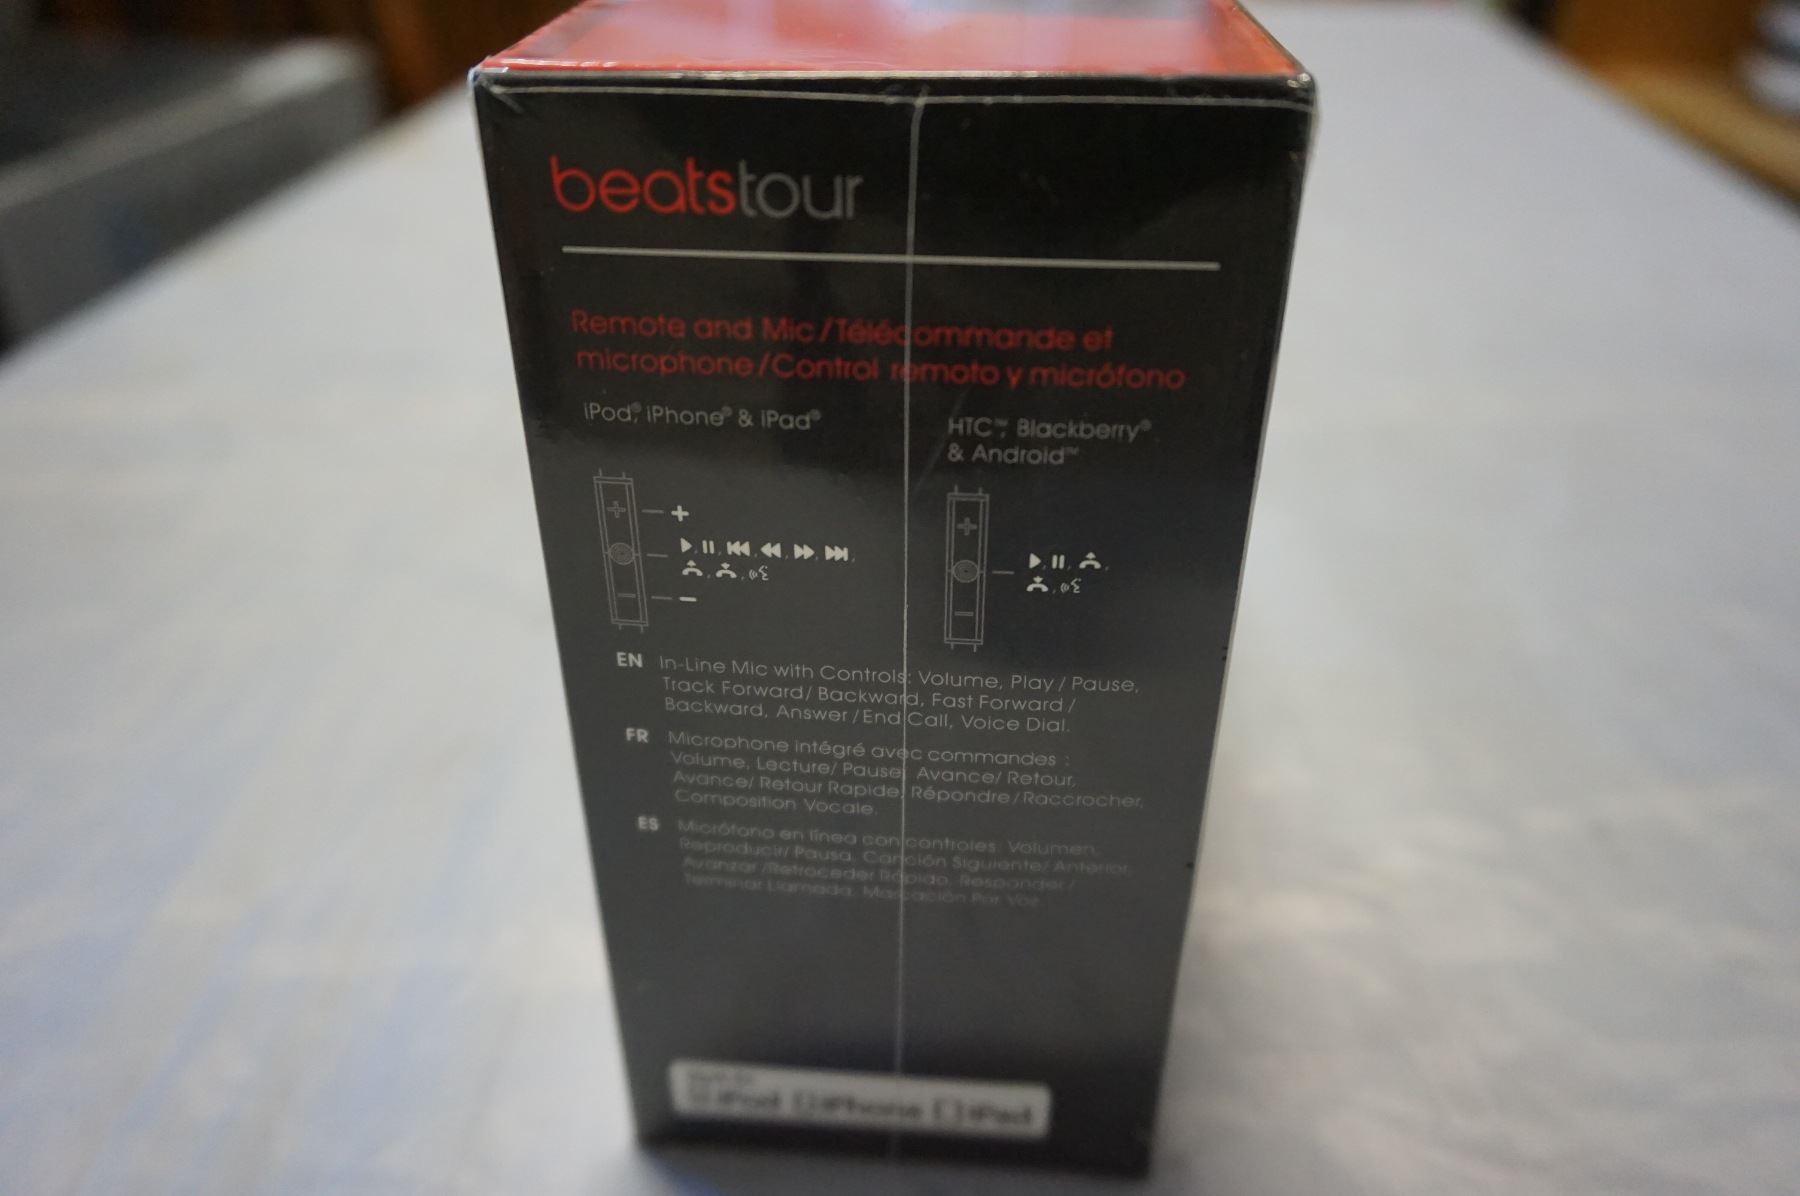 beatstour
Remote and Mic / Télécommande et
microphone / Control remoto y micrófono
iPod®, iPhone® & iPad®
HTC™, Blackberry®
& Android™
EN In-Line Mic with Controls: Volume, Play / Pause,
Track Forward / Backward, Fast Forward /
Backward, Answer / End Call, Voice Dial.
FR Microphone intégré avec commandes :
Volume, Lecture/ Pause, Avance/ Retour,
Avance/ Retour Rapide, Répondre / Raccrocher,
Composition Vocale.
ES Micrófono en línea con controles: Volumen,
Reproducir/ Pausa, Canción Siguiente/ Anterior,
Avanzar /Retroceder Rápido, Responder /
Terminar Llamada, Marcación Por Voz.
iPod iPhone iPad